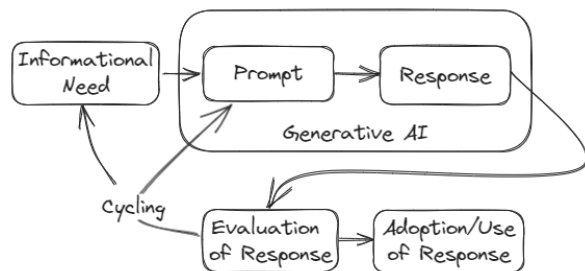 Informational
Need
Prompt
Response
Generative AI
Cycling
Evaluation
of Response
Adoption/Use
of Response